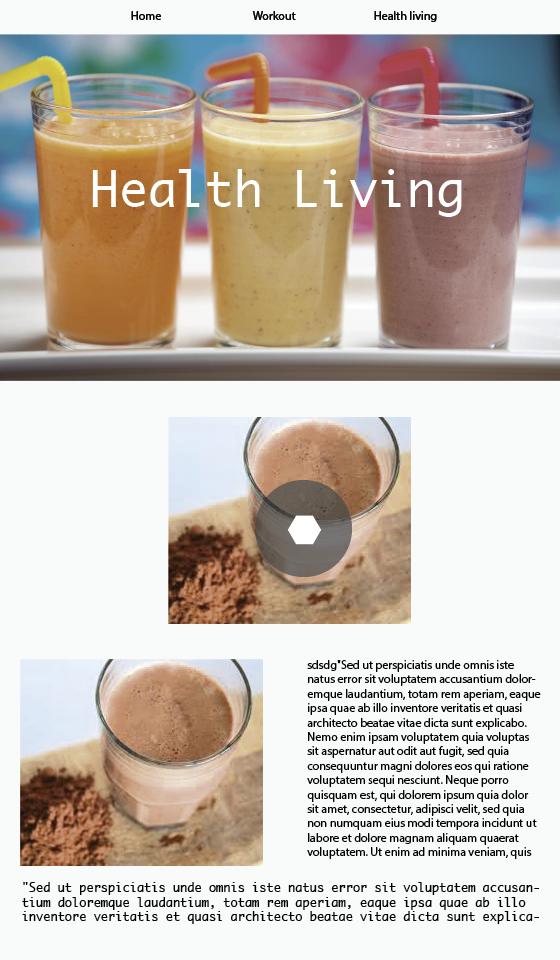 Home Workout Health living
Health Living
sdsdg"Sed ut perspiciatis unde omnis iste
natus error sit voluptatem accusantium dolor-
emque laudantium, totam rem aperiam, eaque
ipsa quae ab illo inventore veritatis et quasi
architecto beatae vitae dicta sunt explicabo.
Nemo enim ipsam voluptatem quia voluptas
sit aspernatur aut odit aut fugit, sed quia
consequuntur magni dolores eos qui ratione
voluptatem sequi nesciunt. Neque porro
quisquam est, qui dolorem ipsum quia dolor
sit amet, consectetur, adipisci velit, sed quia
non numquam eius modi tempora incidunt ut
labore et dolore magnam aliquam quaerat
voluptatem. Ut enim ad minima veniam, quis
"Sed ut perspiciatis unde omnis iste natus error sit voluptatem accusan-
tium doloremque laudantium, totam rem aperiam, eaque ipsa quae ab illo
inventore veritatis et quasi architecto beatae vitae dicta sunt explica-